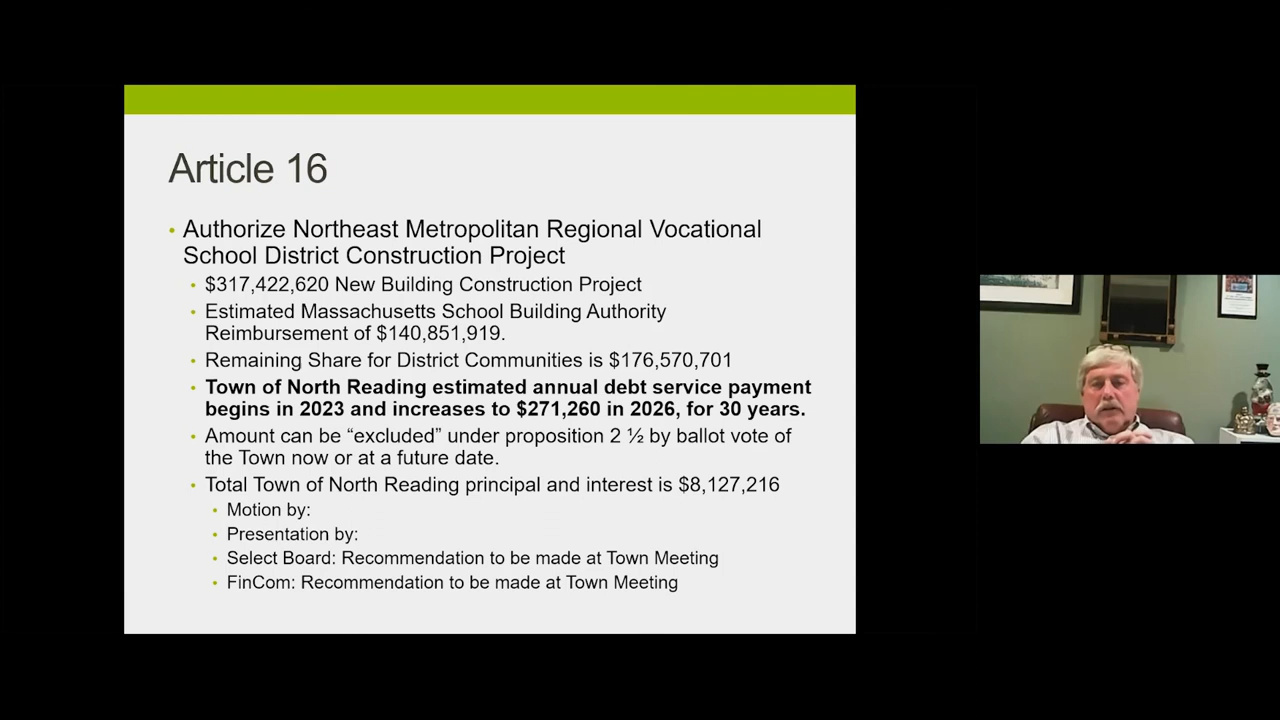 Article 16
• Authorize Northeast Metropolitan Regional Vocational
School District Construction Project
• $317,422,620 New Building Construction Project
• Estimated Massachusetts School Building Authority
Reimbursement of $140,851,919.
• Remaining Share for District Communities is $176,570,701
• Town of North Reading estimated annual debt service payment
begins in 2023 and increases to $271,260 in 2026, for 30 years.
• Amount can be “excluded” under proposition 2 ½ by ballot vote of
the Town now or at a future date.
• Total Town of North Reading principal and interest is $8,127,216
• Motion by:
• Presentation by:
• Select Board: Recommendation to be made at Town Meeting
• FinCom: Recommendation to be made at Town Meeting